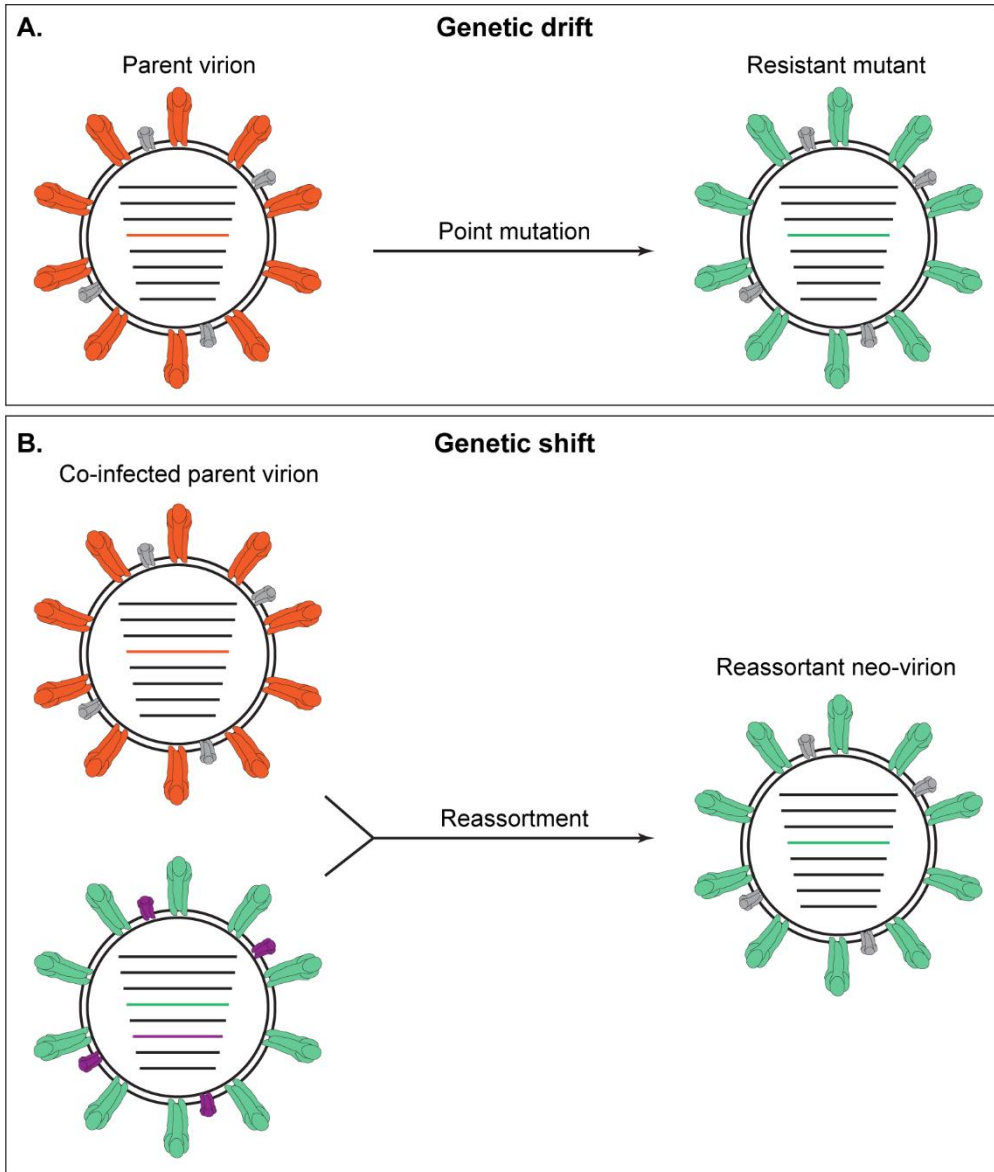 A.
Genetic drift
Parent virion
Resistant mutant
Point mutation
B.
Genetic shift
Co-infected parent virion
Reassortant neo-virion
Reassortment